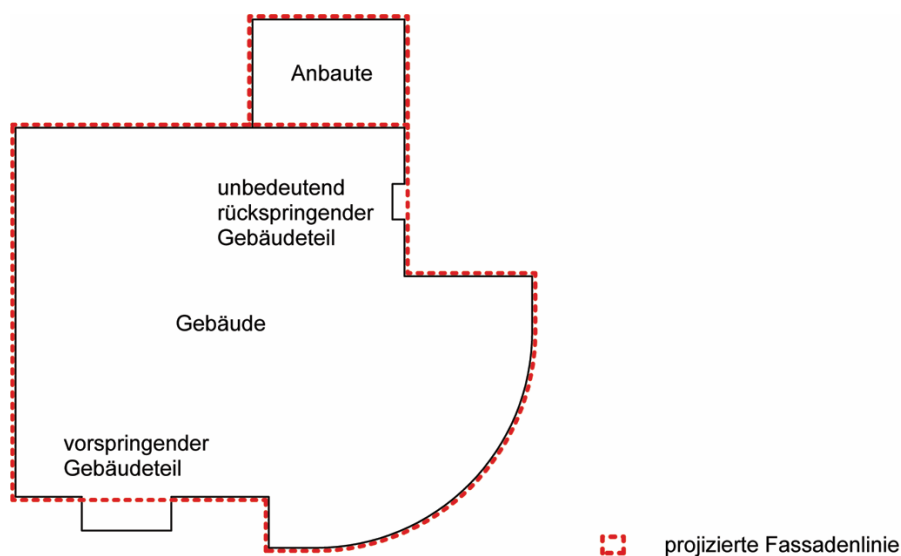 Anbaute
unbedeutend
rückspringender
Gebäudeteil
Gebäude
vorspringender
Gebäudeteil
projizierte Fassadenlinie